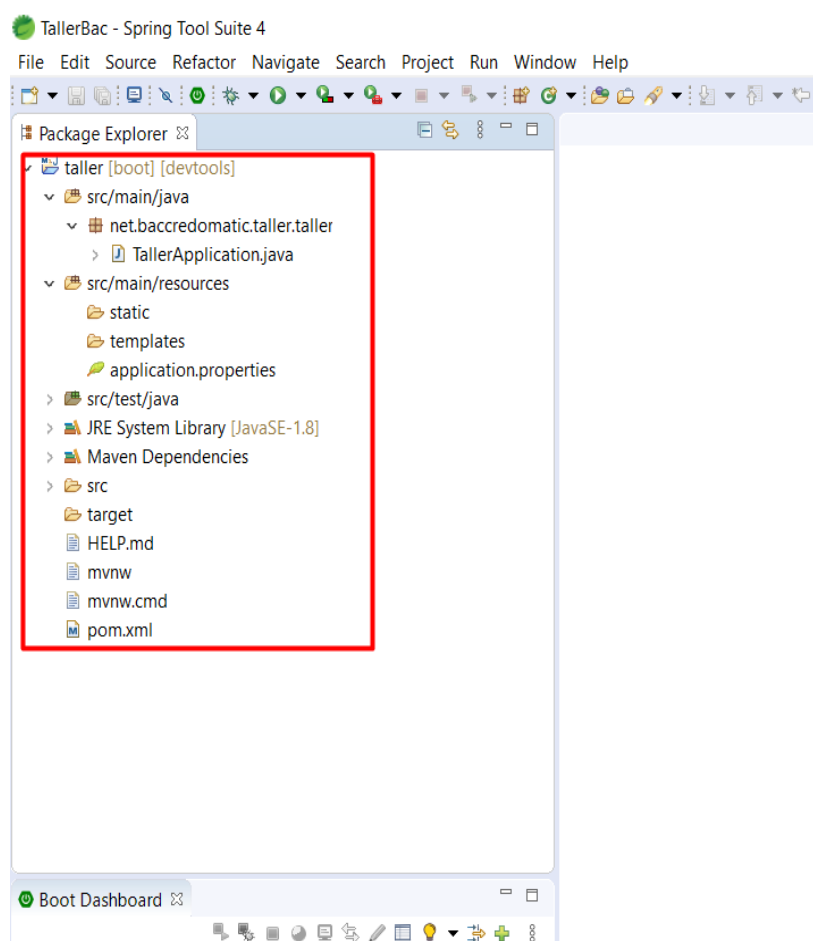 TallerBac - Spring Tool Suite 4
File Edit Source Refactor Navigate Search Project Run Window Help
Package Explorer
taller [boot] [devtools]
src/main/java
net.baccredomatic.taller.taller
TallerApplication.java
src/main/resources
static
templates
application.properties
src/test/java
JRE System Library [JavaSE-1.8]
Maven Dependencies
src
target
HELP.md
mvnw
mvnw.cmd
pom.xml
Boot Dashboard